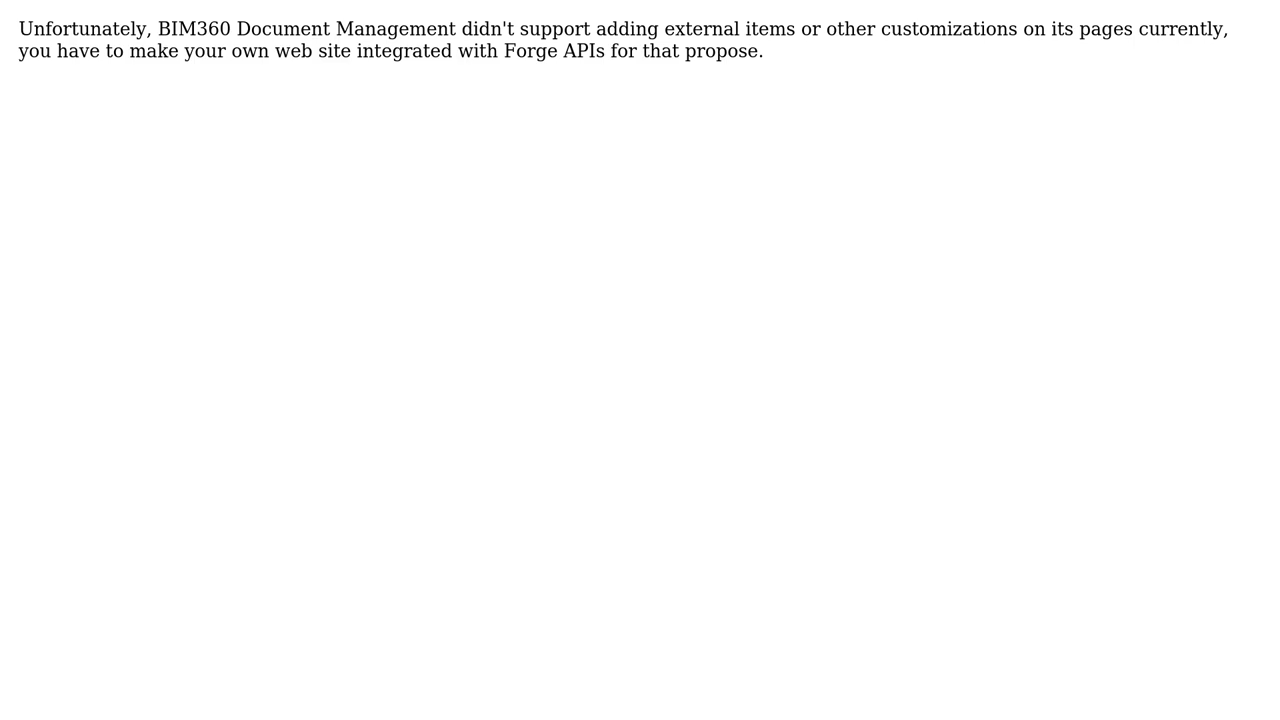 Unfortunately, BIM360 Document Management didn't support adding external items or other customizations on its pages currently,
you have to make your own web site integrated with Forge APIs for that propose.